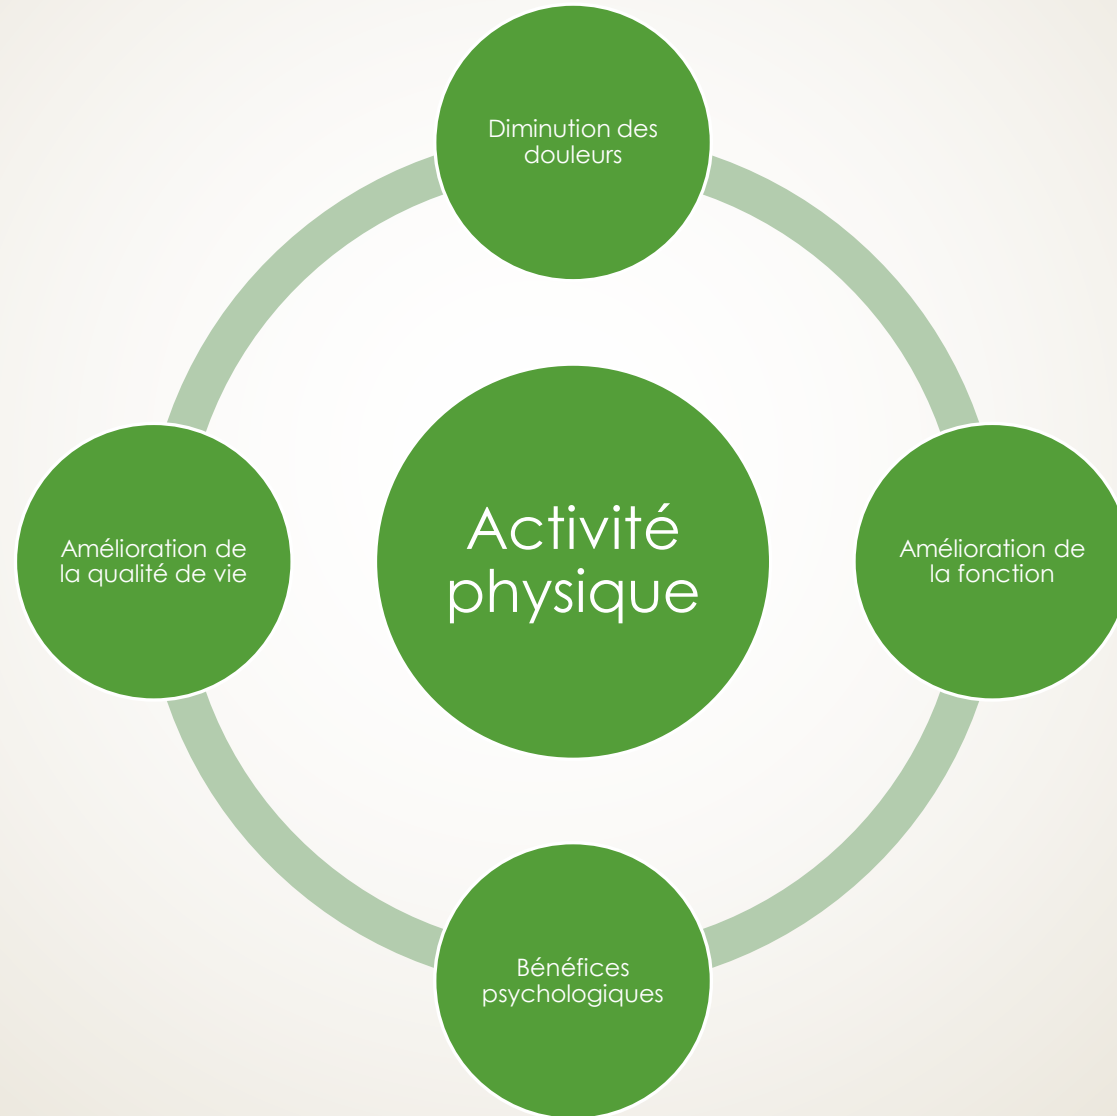 Diminution des
douleurs
Activité
physique
Amélioration de
la qualité de vie
Amélioration de
la fonction
Bénéfices
psychologiques